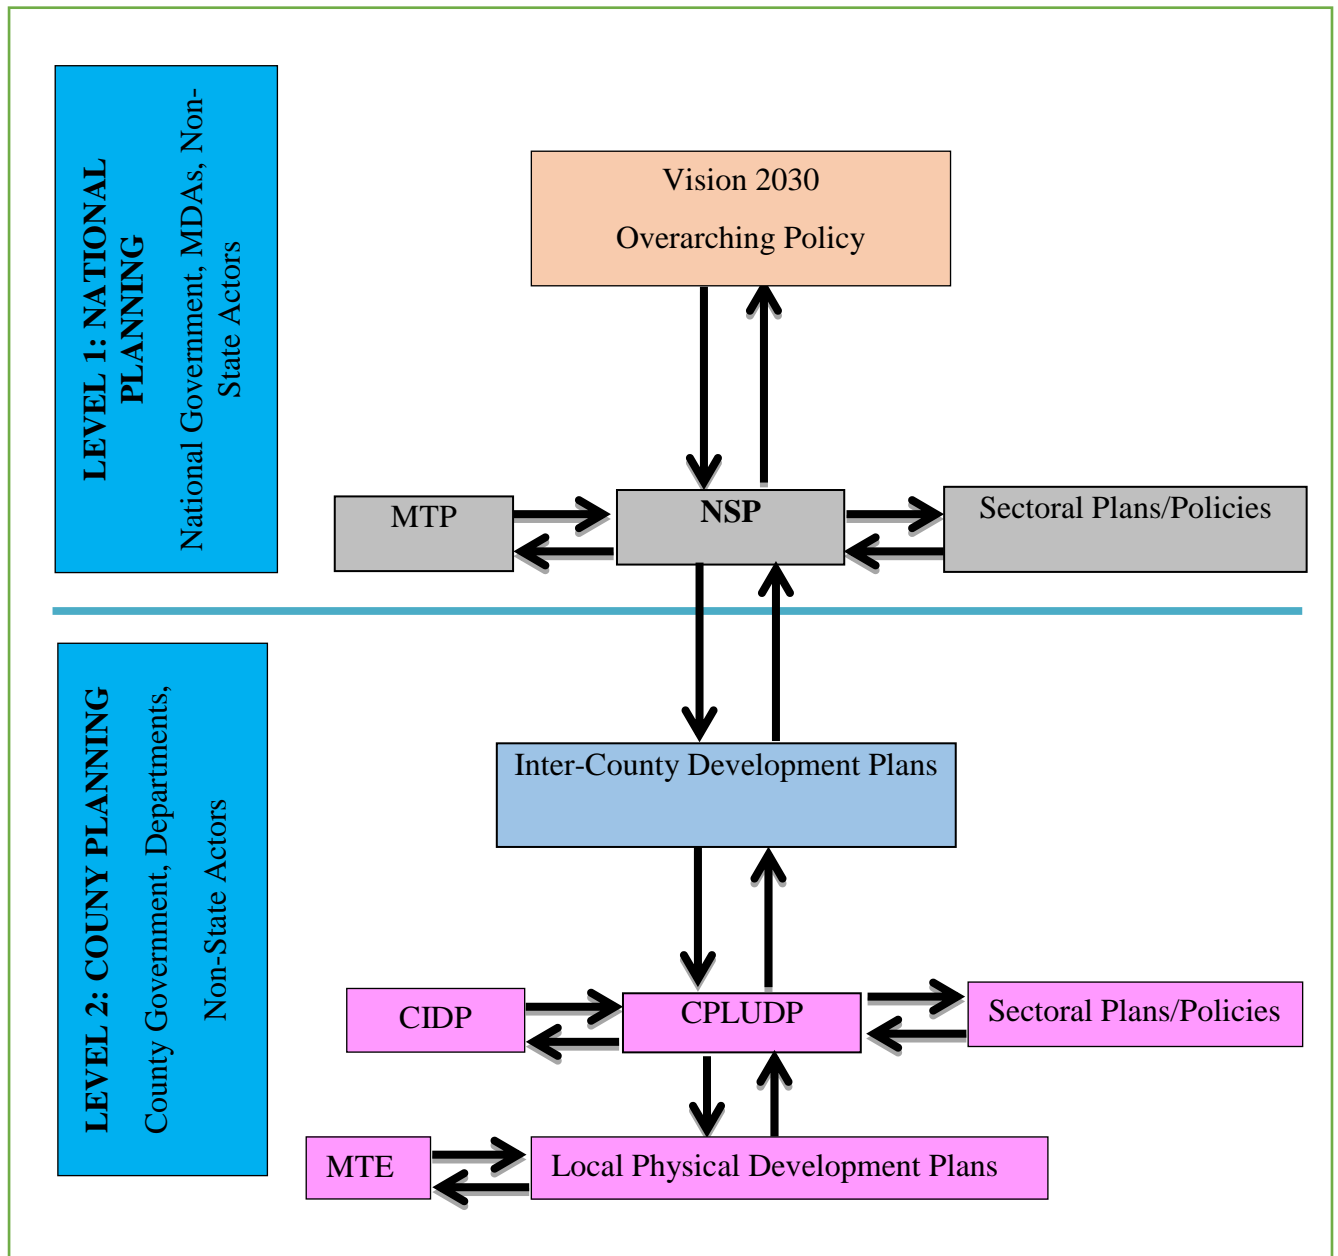 LEVEL 1: NATIONAL
PLANNING
National Government, MDAs, Non-
State Actors
Vision 2030
Overarching Policy
MTP
NSP
Sectoral Plans/Policies
LEVEL 2: COUNY PLANNING
County Government, Departments,
Non-State Actors
Inter-County Development Plans
CIDP
CPLUDP
Sectoral Plans/Policies
MTE
Local Physical Development Plans